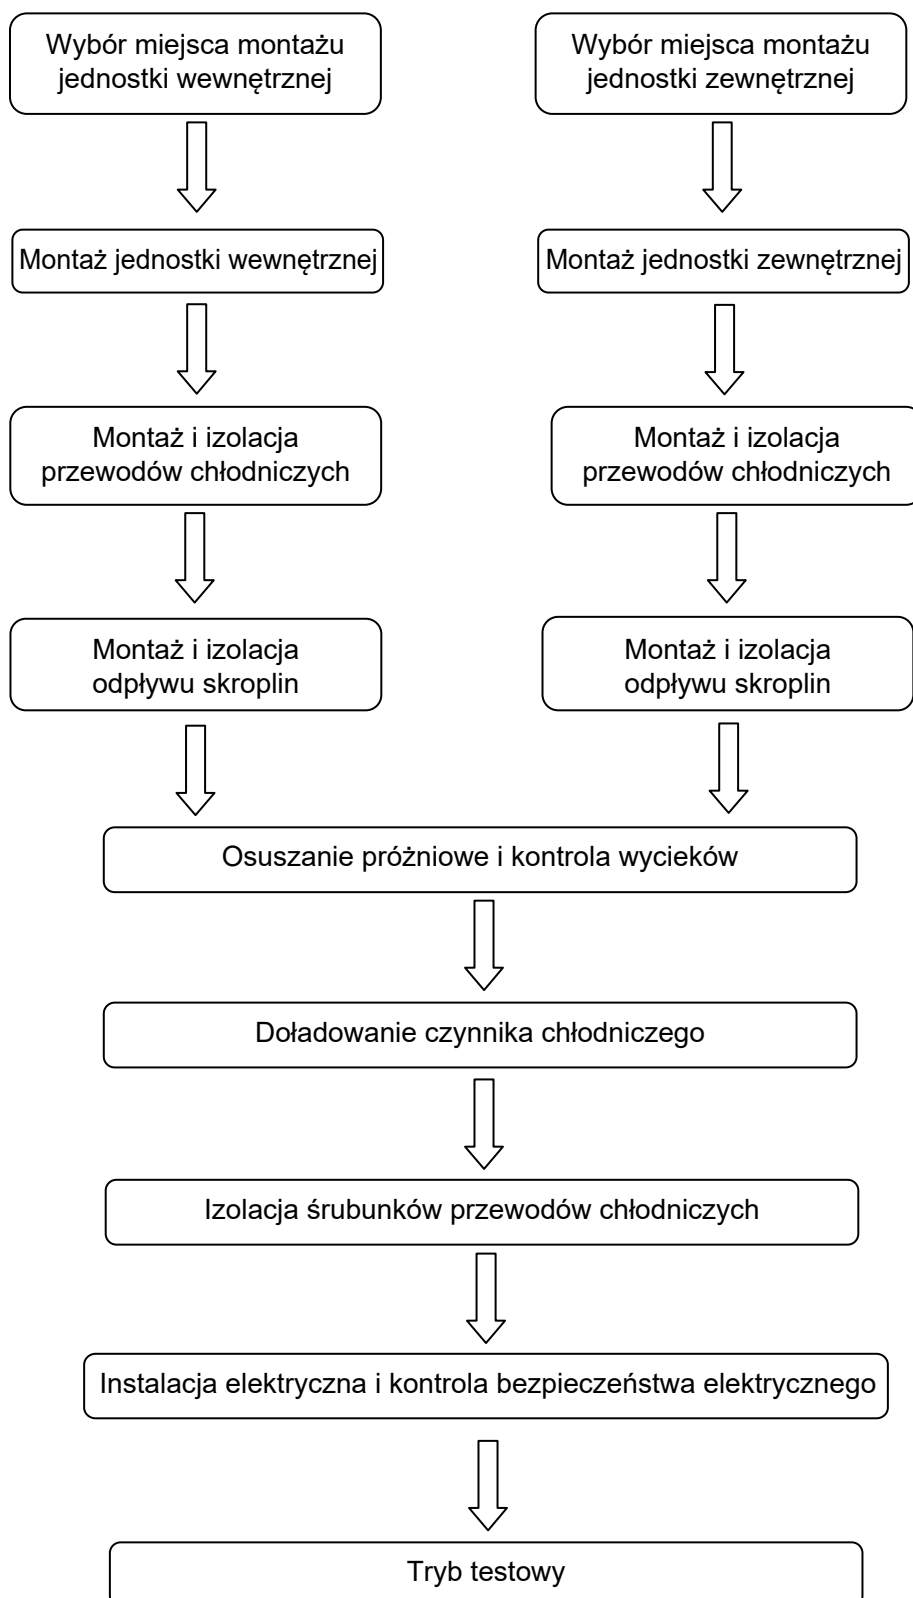 Wybór miejsca montażu
jednostki wewnętrznej
Wybór miejsca montażu
jednostki zewnętrznej
Montaż jednostki wewnętrznej
Montaż jednostki zewnętrznej
Montaż i izolacja
przewodów chłodniczych
Montaż i izolacja
przewodów chłodniczych
Montaż i izolacja
odpływu skroplin
Montaż i izolacja
odpływu skroplin
Osuszanie próżniowe i kontrola wycieków
Doładowanie czynnika chłodniczego
Izolacja śrubunków przewodów chłodniczych
Instalacja elektryczna i kontrola bezpieczeństwa elektrycznego
Tryb testowy